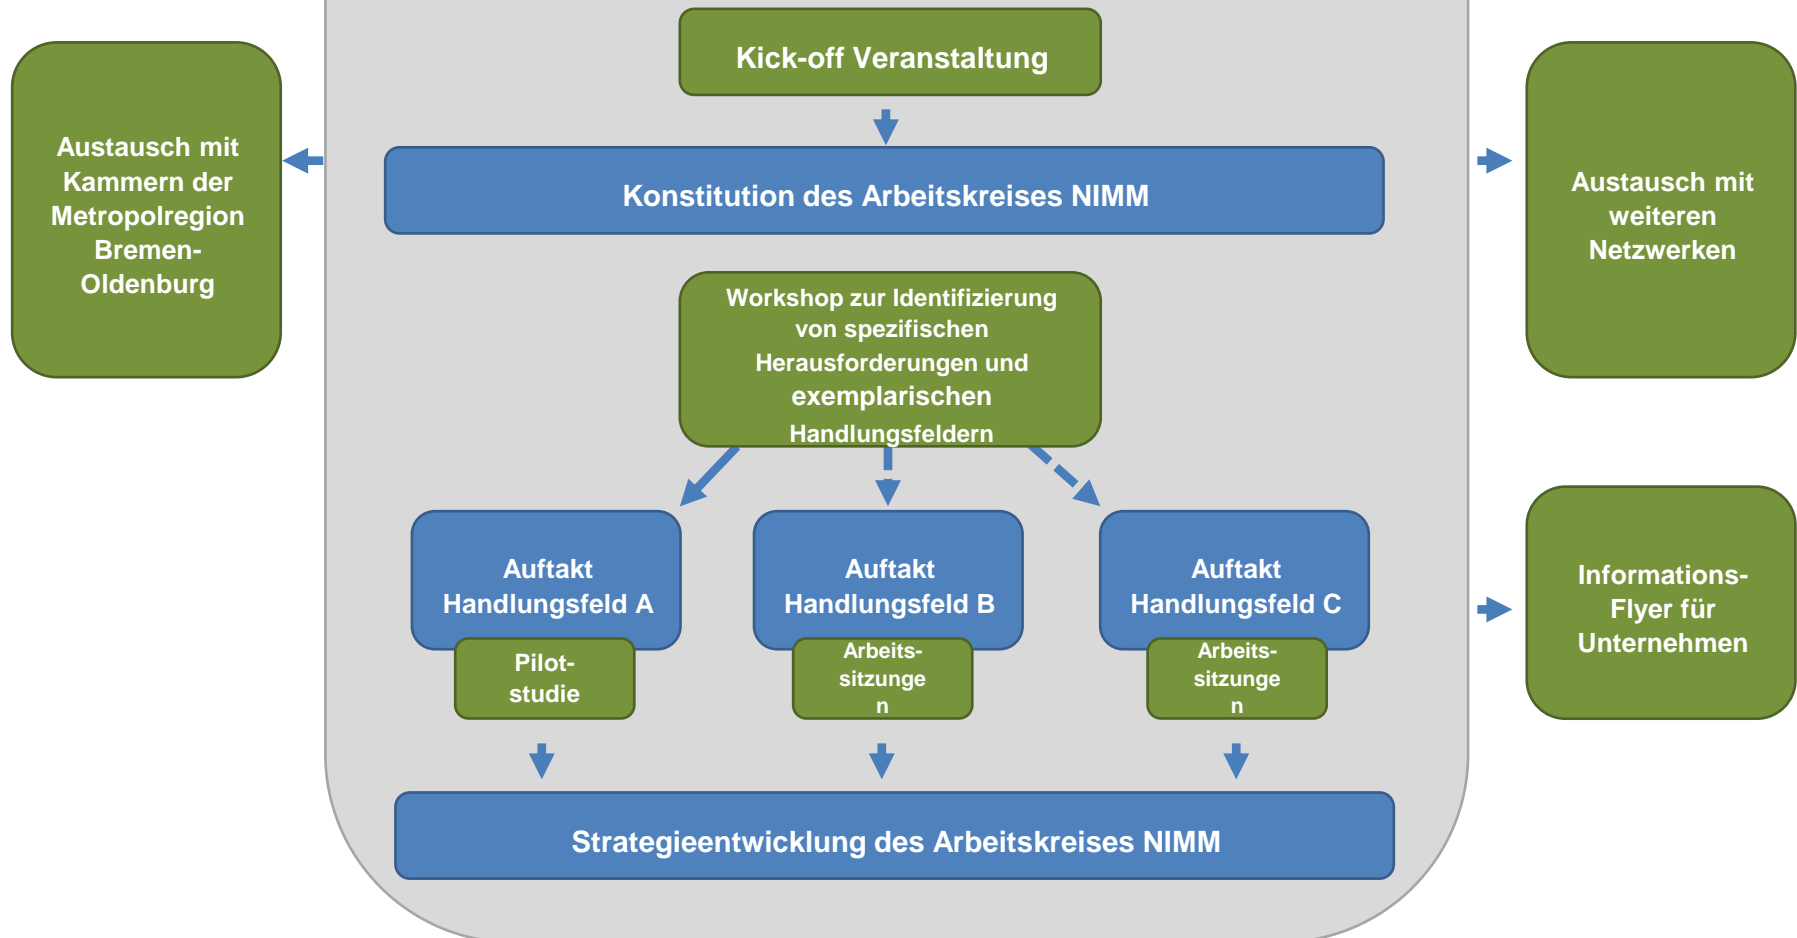 Kick-off Veranstaltung
Austausch mit
Kammern der
Metropolregion
Bremen-
Oldenburg
Konstitution des Arbeitskreises NIMM
Austausch mit
weiteren
Netzwerken
Workshop zur Identifizierung
von spezifischen
Herausforderungen und
exemplarischen
Handlungsfeldern
Auftakt
Handlungsfeld A
Auftakt
Handlungsfeld B
Auftakt
Handlungsfeld C
Informations-
Flyer für
Unternehmen
Pilot-
studie
Arbeits-
sitzunge
n
Arbeits-
sitzunge
n
Strategieentwicklung des Arbeitskreises NIMM